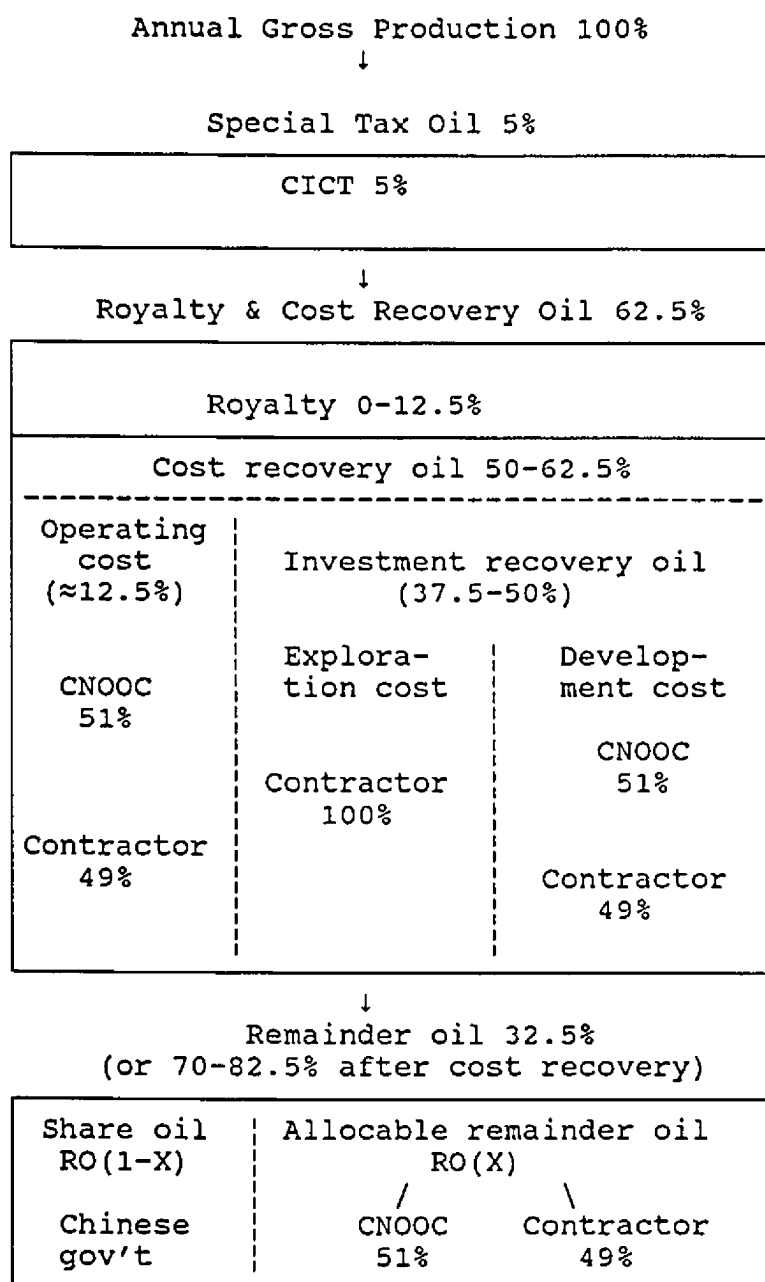 Annual Gross Production 100%
↓
Special Tax Oil 5%
CICT 5%
↓
Royalty & Cost Recovery Oil 62.5%
Royalty 0-12.5%
Cost recovery oil 50-62.5%
Operating
cost
(≈12.5%)
CNOOC
51%
Contractor
49%
Investment recovery oil
(37.5-50%)
Explora-
tion cost
Contractor
100%
Develop-
ment cost
CNOOC
51%
Contractor
49%
↓
Remainder oil 32.5%
(or 70-82.5% after cost recovery)
Share oil
RO(1-X)
Chinese
gov't
Allocable remainder oil
RO(X)
/ \
CNOOC
51%
Contractor
49%